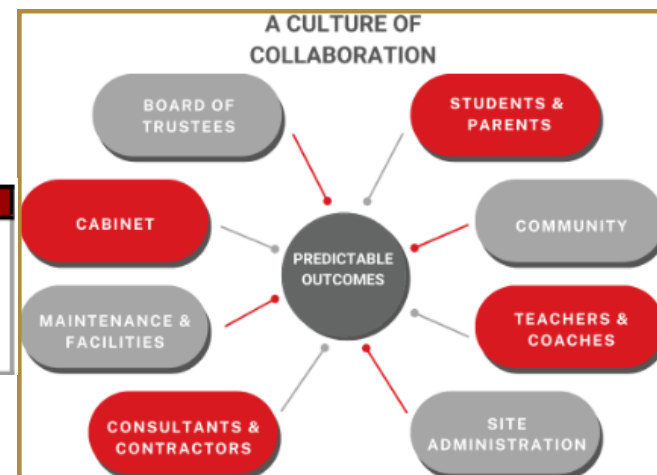 A CULTURE OF
COLLABORATION
BOARD OF
TRUSTEES
STUDENTS &
PARENTS
CABINET
COMMUNITY
PREDICTABLE
OUTCOMES
MAINTENANCE &
FACILITIES
TEACHERS &
COACHES
CONSULTANTS &
CONTRACTORS
SITE
ADMINISTRATION